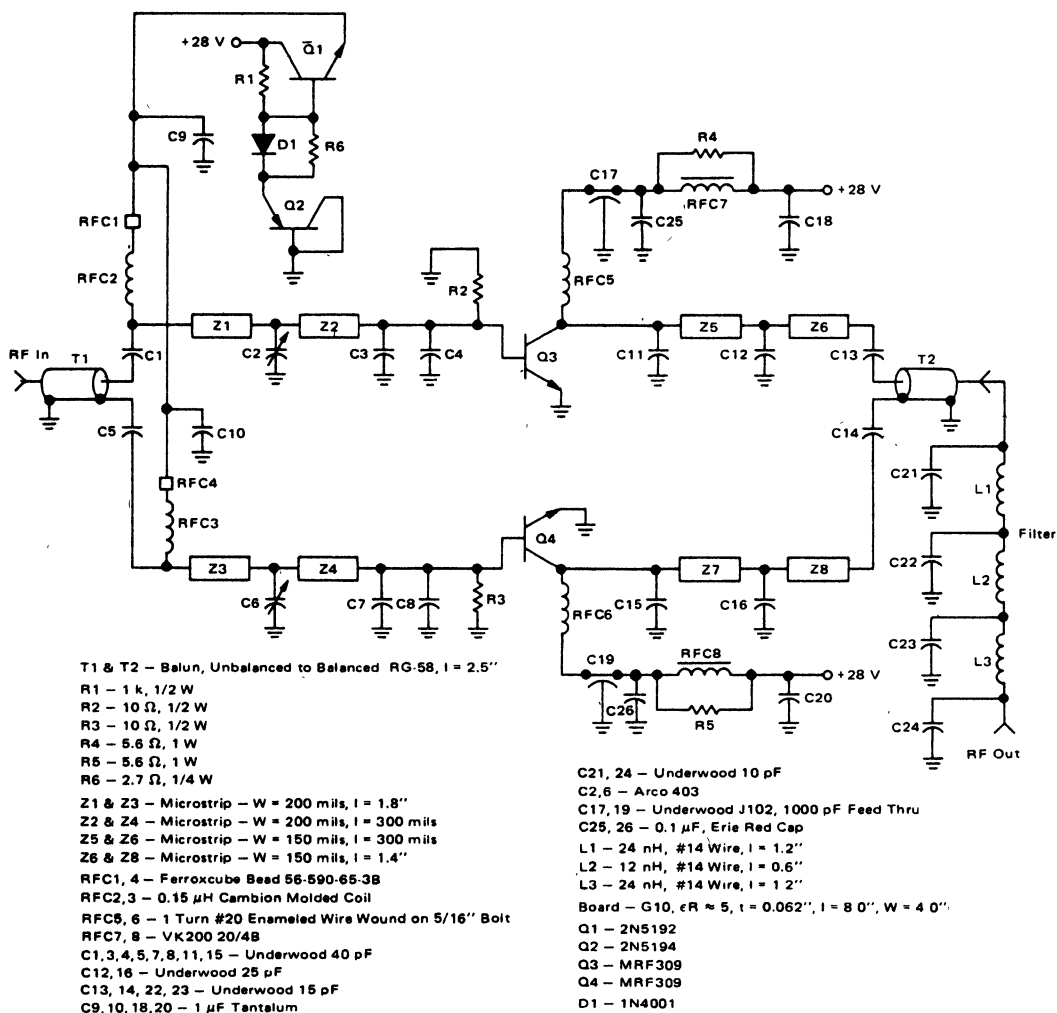 +28 V
Q1
R1
C9
D1
R6
R4
C17
+28 V
RFC7
C25
C18
RFC1
Q2
RFC2
R2
RFC5
Z1
Z2
Z5
Z6
RF In
T1
C1
C2
C3
C4
Q3
C11
C12
C13
T2
C5
C10
C14
RFC4
C21
L1
RFC3
Q4
Filter
Z3
Z4
Z7
Z8
C22
L2
C6
C7
C8
R3
RFC6
C15
C16
C23
L3
C19
RFC8
+28 V
C26
C20
R5
C24
RF Out
T1 & T2 – Balun, Unbalanced to Balanced RG-58, l = 2.5"
R1 – 1 k, 1/2 W
R2 – 10 Ω, 1/2 W
R3 – 10 Ω, 1/2 W
R4 – 5.6 Ω, 1 W
R5 – 5.6 Ω, 1 W
R6 – 2.7 Ω, 1/4 W
Z1 & Z3 – Microstrip – W = 200 mils, l = 1.8"
Z2 & Z4 – Microstrip – W = 200 mils, l = 300 mils
Z5 & Z6 – Microstrip – W = 150 mils, l = 300 mils
Z6 & Z8 – Microstrip – W = 150 mils, l = 1.4"
RFC1, 4 – Ferroxcube Bead 56-590-65-3B
RFC2,3 – 0.15 μH Cambion Molded Coil
RFC5, 6 – 1 Turn #20 Enameled Wire Wound on 5/16" Bolt
RFC7, 8 – VK200 20/4B
C1,3,4,5,7,8,11,15 – Underwood 40 pF
C12,16 – Underwood 25 pF
C13, 14, 22, 23 – Underwood 15 pF
C9, 10, 18,20 – 1 μF Tantalum
C21, 24 – Underwood 10 pF
C2,6 – Arco 403
C17, 19 – Underwood J102, 1000 pF Feed Thru
C25, 26 – 0.1 μF, Erie Red Cap
L1 – 24 nH, #14 Wire, l = 1.2"
L2 – 12 nH, #14 Wire, l = 0.6"
L3 – 24 nH, #14 Wire, l = 1 2"
Board – G10, εR ≈ 5, t = 0.062", l = 8 0", W = 4 0"
Q1 – 2N5192
Q2 – 2N5194
Q3 – MRF309
Q4 – MRF309
D1 – 1N4001